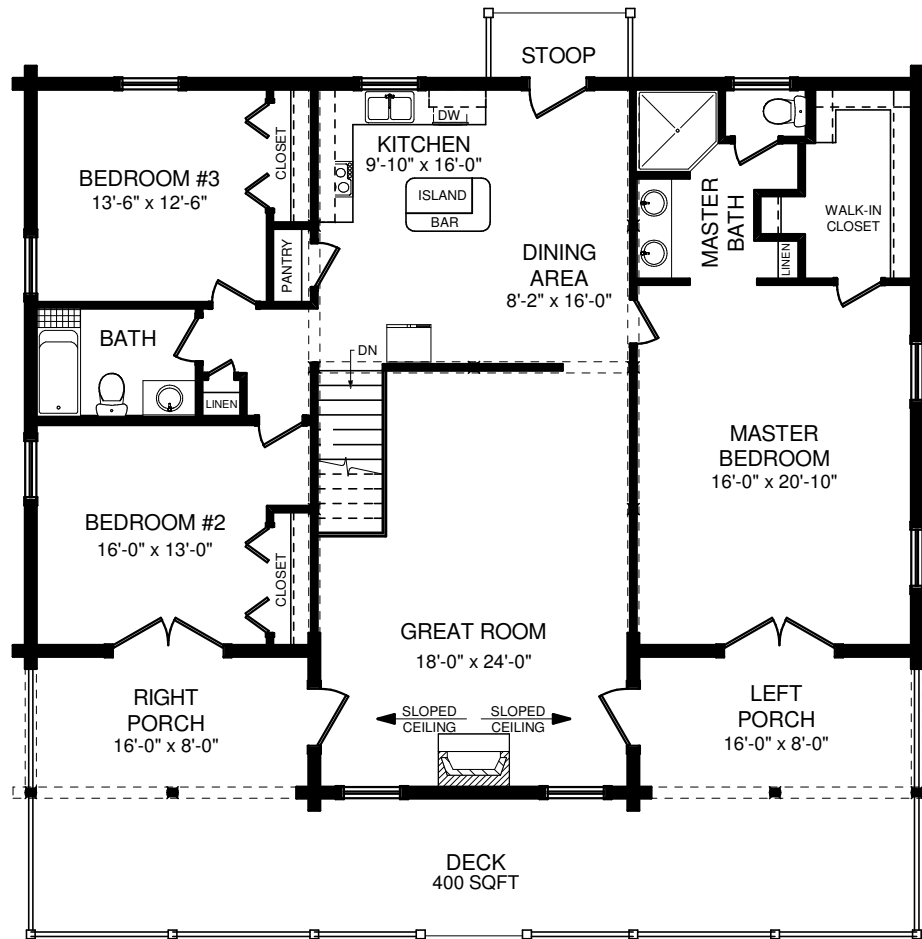 STOOP
DW
KITCHEN
9'-10" x 16'-0"
CLOSET
BEDROOM #3
13'-6" x 12'-6"
ISLAND
BAR
MASTER
BATH
WALK-IN
CLOSET
PANTRY
DINING
AREA
8'-2" x 16'-0"
LINEN
BATH
DN
LINEN
MASTER
BEDROOM
16'-0" x 20'-10"
BEDROOM #2
16'-0" x 13'-0"
CLOSET
GREAT ROOM
18'-0" x 24'-0"
RIGHT
PORCH
16'-0" x 8'-0"
SLOPED
CEILING
SLOPED
CEILING
LEFT
PORCH
16'-0" x 8'-0"
DECK
400 SQFT